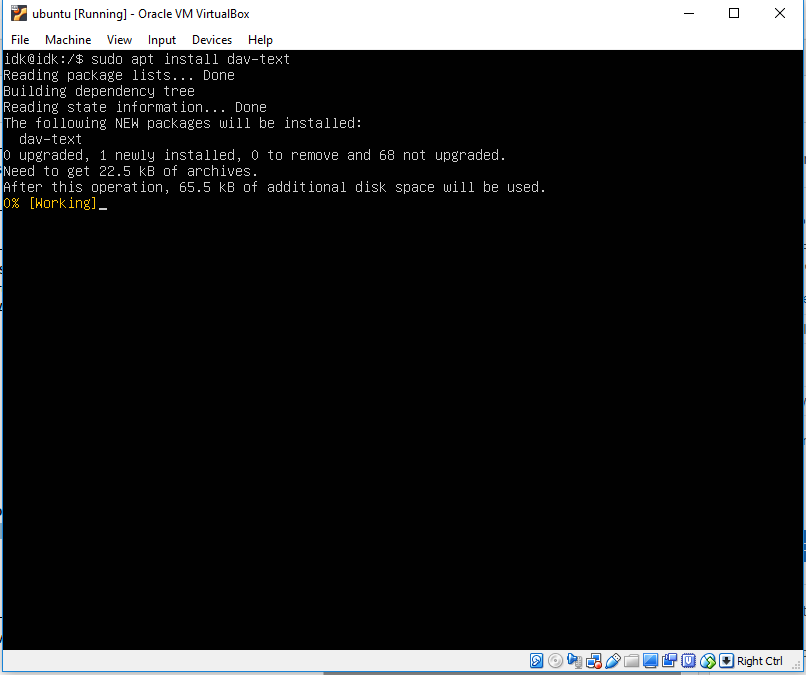 ubuntu [Running] - Oracle VM VirtualBox
File Machine View Input Devices Help
idk@idk:/$ sudo apt install dav-text
Reading package lists... Done
Building dependency tree
Reading state information... Done
The following NEW packages will be installed:
  dav-text
0 upgraded, 1 newly installed, 0 to remove and 68 not upgraded.
Need to get 22.5 kB of archives.
After this operation, 65.5 kB of additional disk space will be used.
0% [Working]_
Right Ctrl